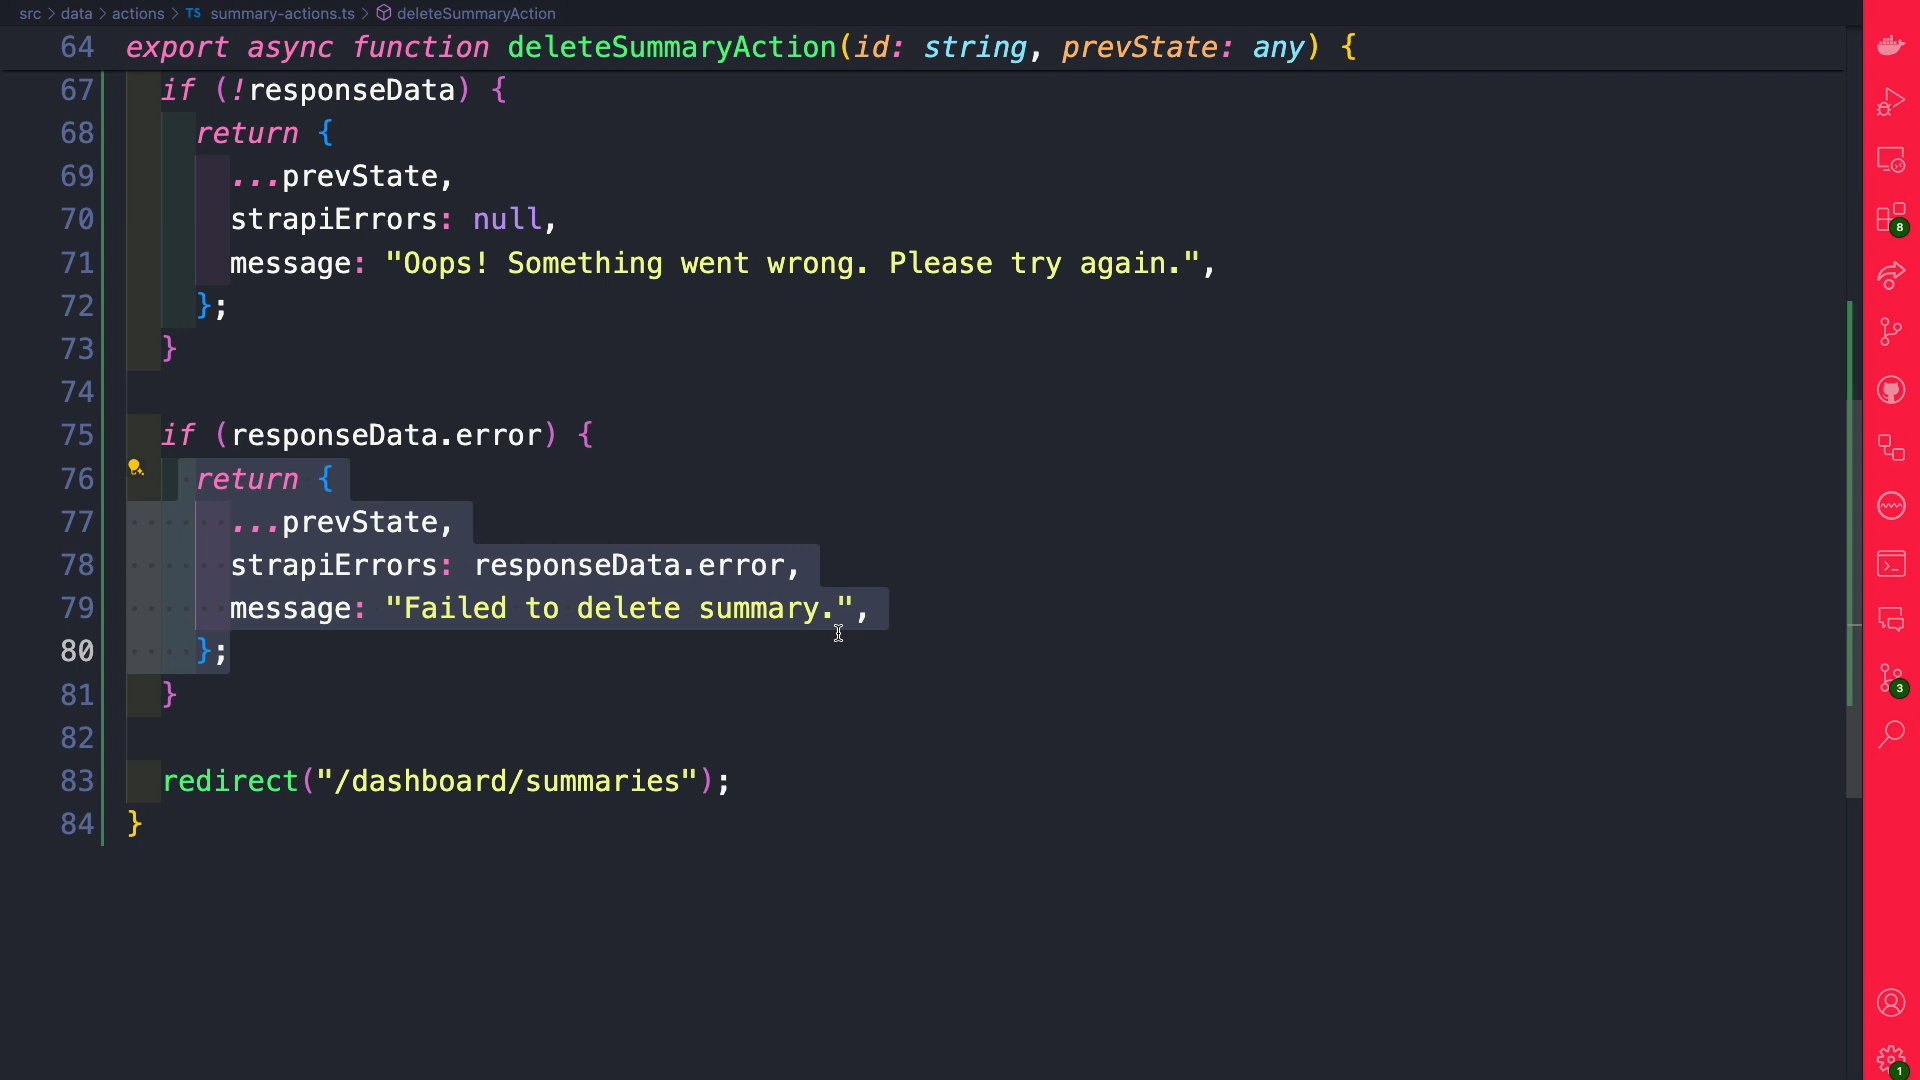 src > data > actions > TS summary-actions.ts > deleteSummaryAction
64 export async function deleteSummaryAction(id: string, prevState: any) {
67 if (!responseData) {
68 return {
69 ...prevState,
70 strapiErrors: null,
71 message: "Oops! Something went wrong. Please try again.",
72 };
73 }
74
75 if (responseData.error) {
76 return {
77 ...prevState,
78 strapiErrors: responseData.error,
79 message: "Failed to delete summary.",
80 };
81 }
82
83 redirect("/dashboard/summaries");
84 }
8
3
1